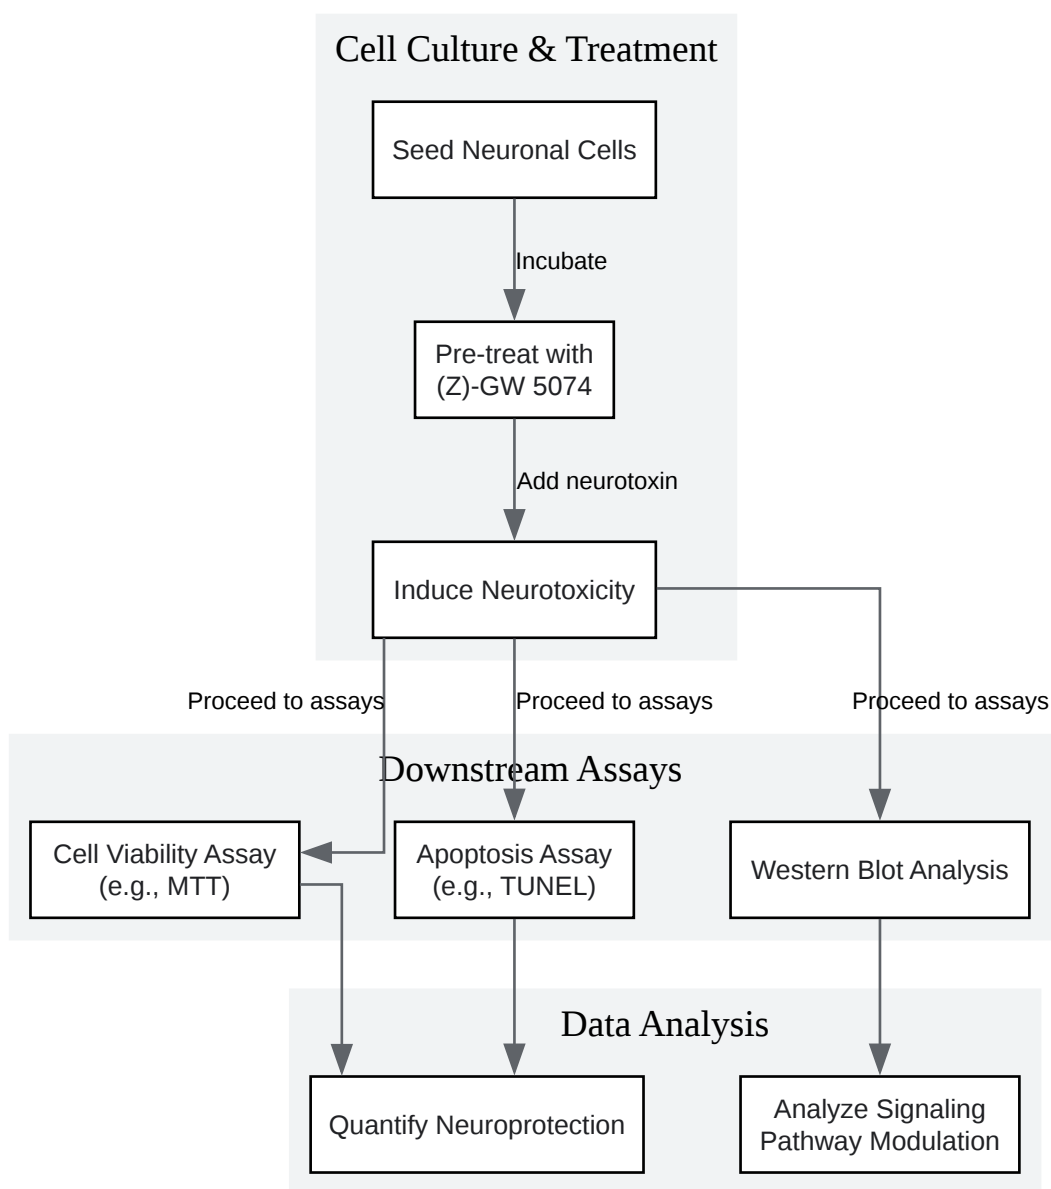 Cell Culture & Treatment
Seed Neuronal Cells
Incubate
Pre-treat with
(Z)-GW 5074
Add neurotoxin
Induce Neurotoxicity
Proceed to assays
Proceed to assays
Proceed to assays
Downstream Assays
Cell Viability Assay
(e.g., MTT)
Apoptosis Assay
(e.g., TUNEL)
Western Blot Analysis
Data Analysis
Quantify Neuroprotection
Analyze Signaling
Pathway Modulation